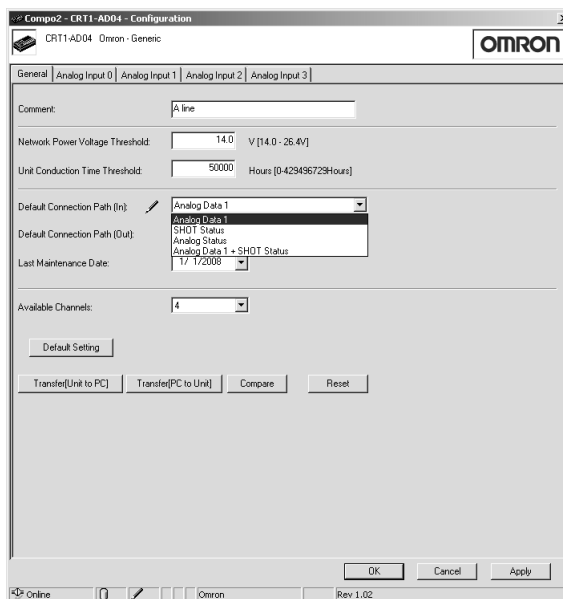 Compo2 - CRT1-AD04 - Configuration
CRT1-AD04 Omron - Generic
OMRON
General Analog Input 0 Analog Input 1 Analog Input 2 Analog Input 3
Comment: A line
Network Power Voltage Threshold: 14.0 V [14.0 - 26.4V]
Unit Conduction Time Threshold: 50000 Hours [0-429496729Hours]
Default Connection Path (In): Analog Data 1
Analog Data 1
SHOT Status
Default Connection Path (Out): Analog Status
Analog Data 1 + SHOT Status
Last Maintenance Date: 1/ 1/2008
Available Channels: 4
Default Setting
Transfer[Unit to PC] Transfer[PC to Unit] Compare Reset
OK Cancel Apply
Online Omron Rev 1.02